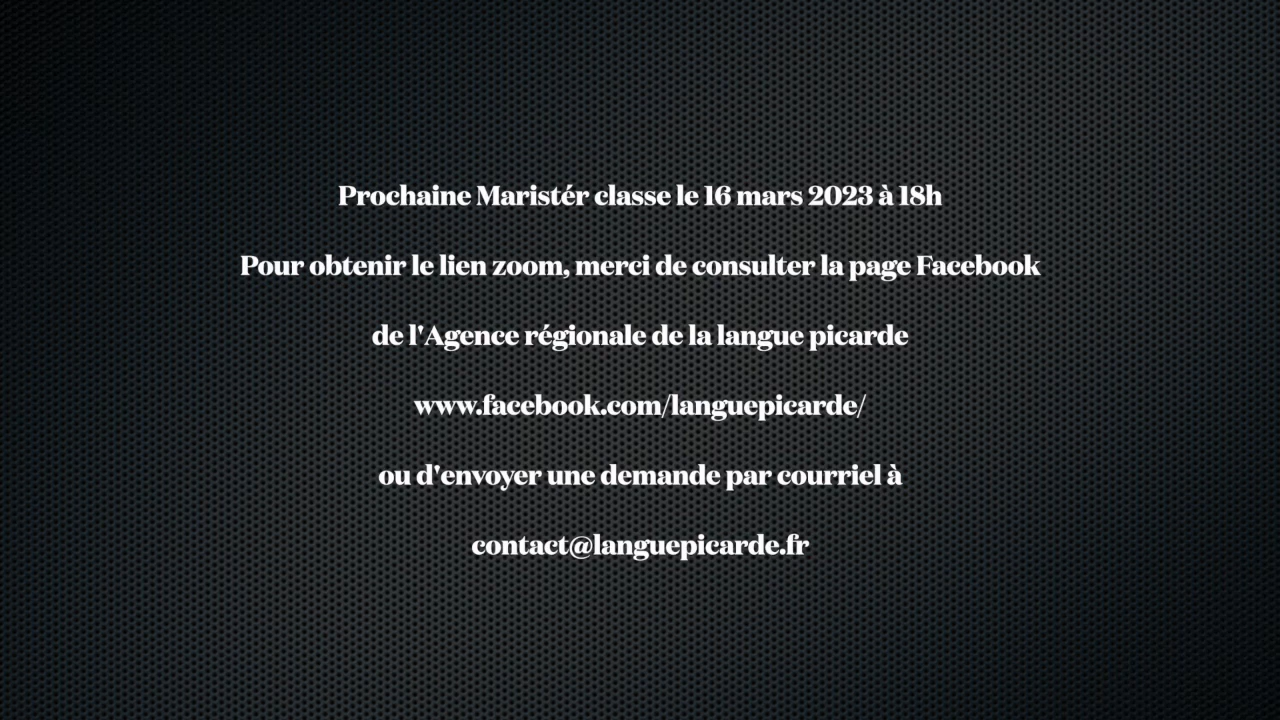 Prochaine Maristér classe le 16 mars 2023 à 18h
Pour obtenir le lien zoom, merci de consulter la page Facebook
de l'Agence régionale de la langue picarde
www.facebook.com/languepicarde/
ou d'envoyer une demande par courriel à
contact@languepicarde.fr